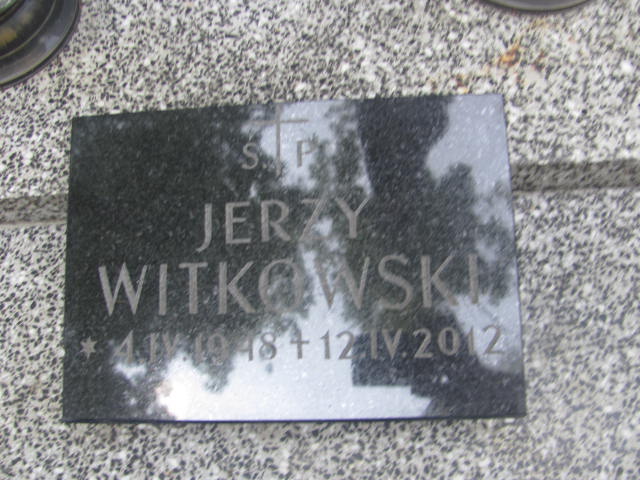 S P
JERZY
WITKOWSKI
* 4.IV.1948 + 12.IV.2012